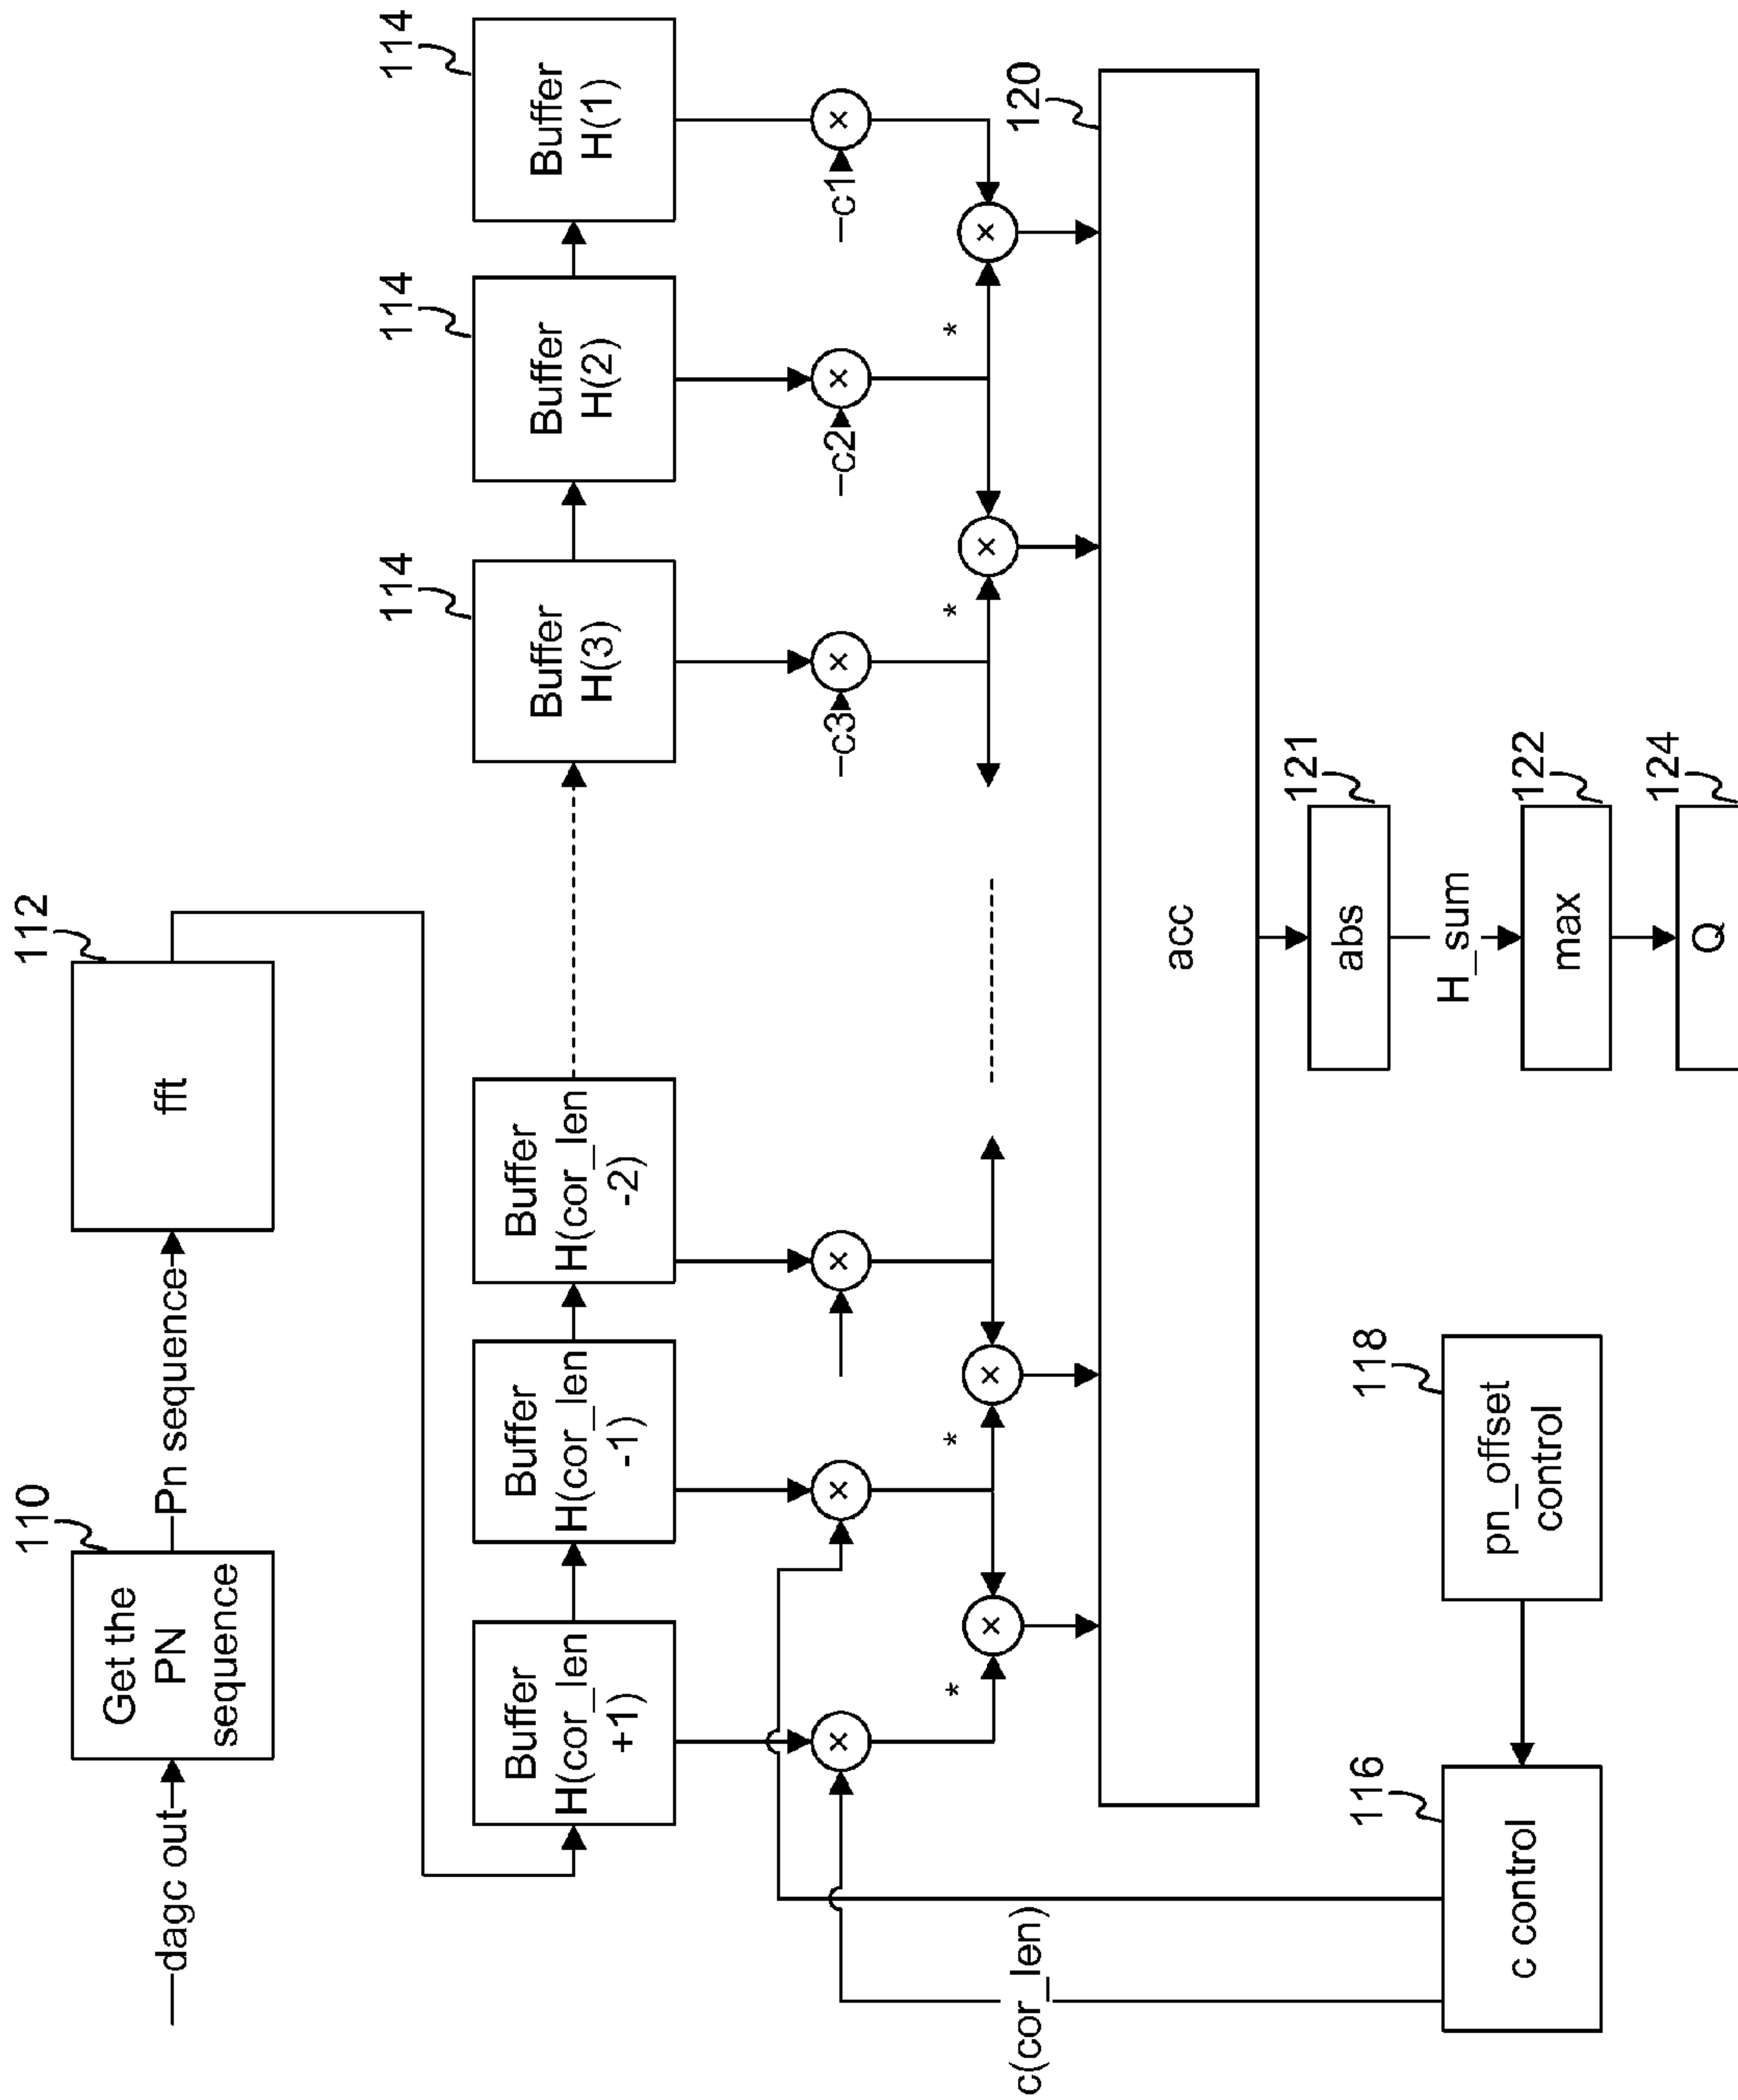 110
112
dagc out
Get the
PN
sequence
Pn sequence
fft
114
114
114
Buffer
H(cor_len
+1)
Buffer
H(cor_len
-1)
Buffer
H(cor_len
-2)
Buffer
H(3)
Buffer
H(2)
Buffer
H(1)
×
×
×
c3
×
c2
×
c1
×
*
*
*
*
×
×
×
×
c(cor_len)
120
acc
116
c control
118
pn_offset
control
121
abs
H_sum
122
max
124
Q